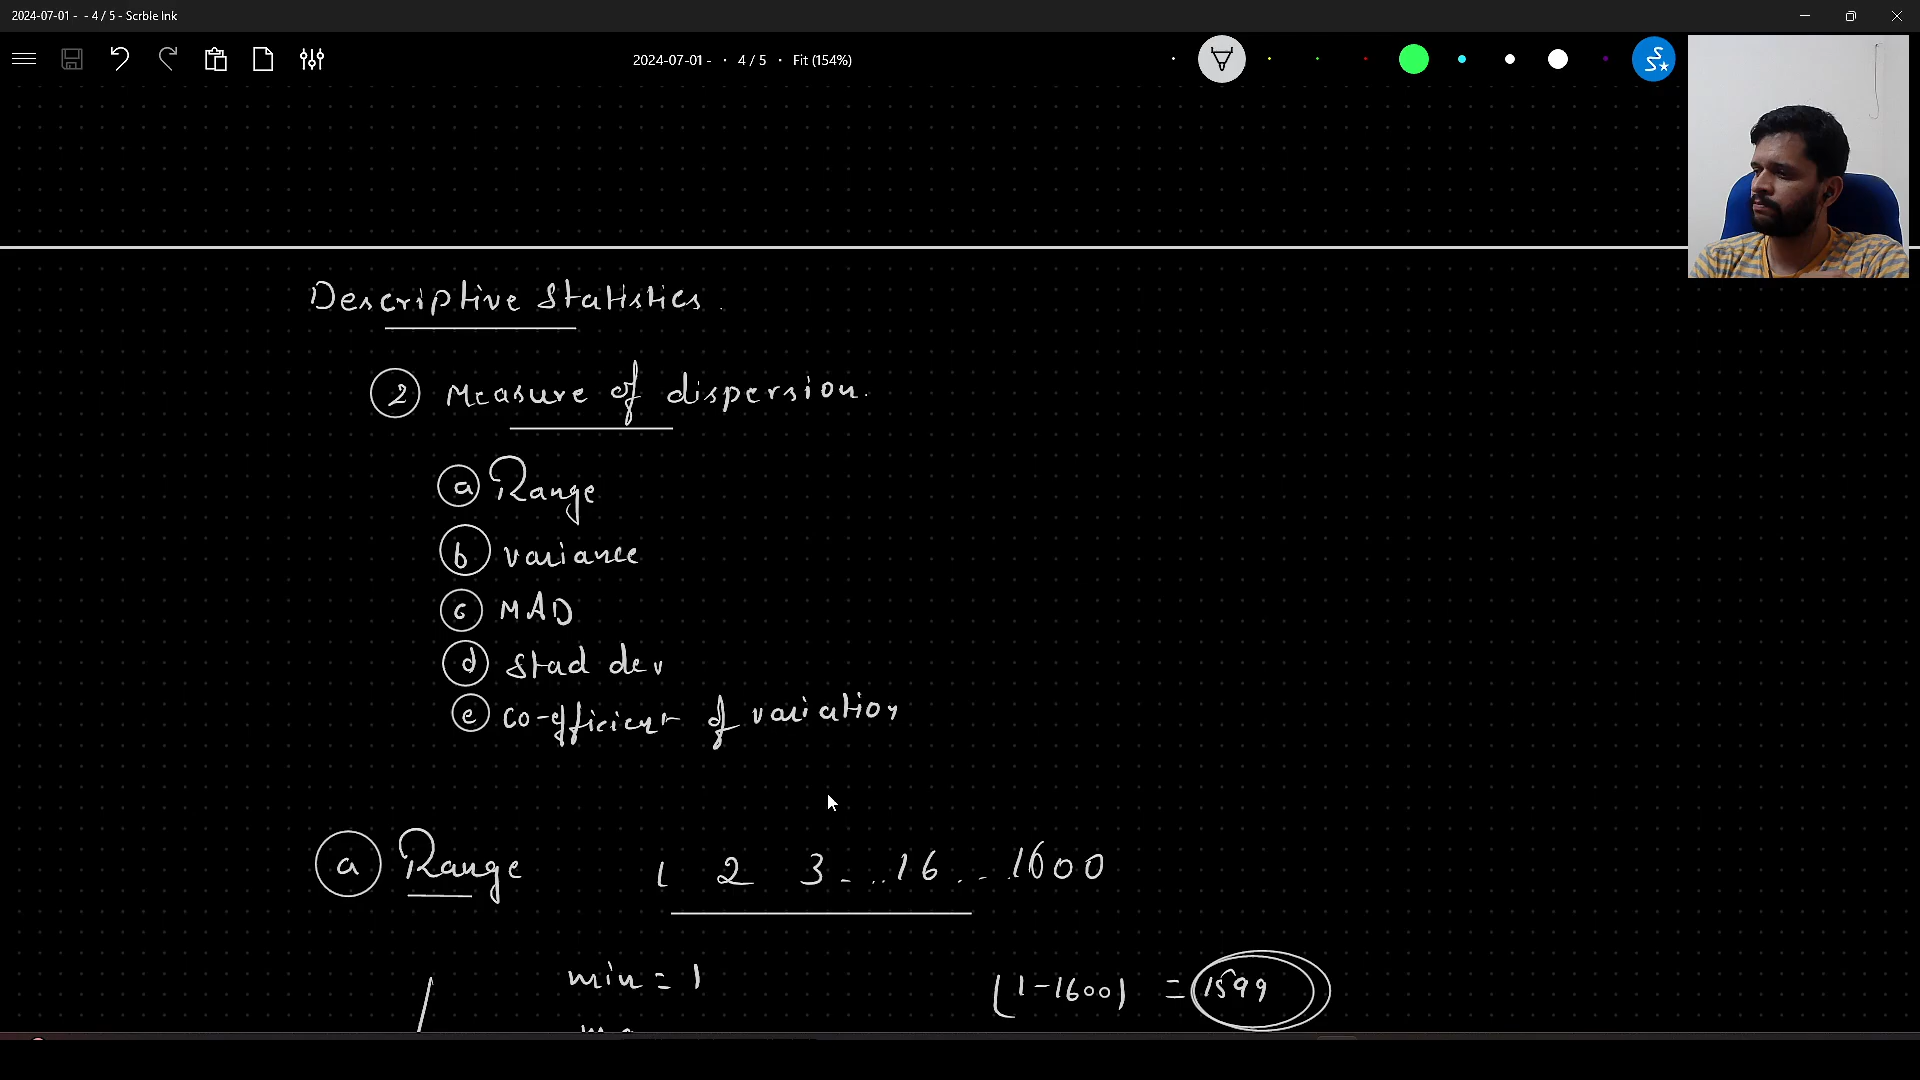 2024-07-01 -  - 4 / 5 - Scrble Ink
2024-07-01 -  •  4 / 5  •  Fit (154%)
Descriptive Statistics.
2 Measure of dispersion.
a Range
b variance
c MAD
d Stad dev
e co-efficient of variation
a Range 1 2 3 - .. 16 .. - . 1600
min = 1 |1-1600| = 1599